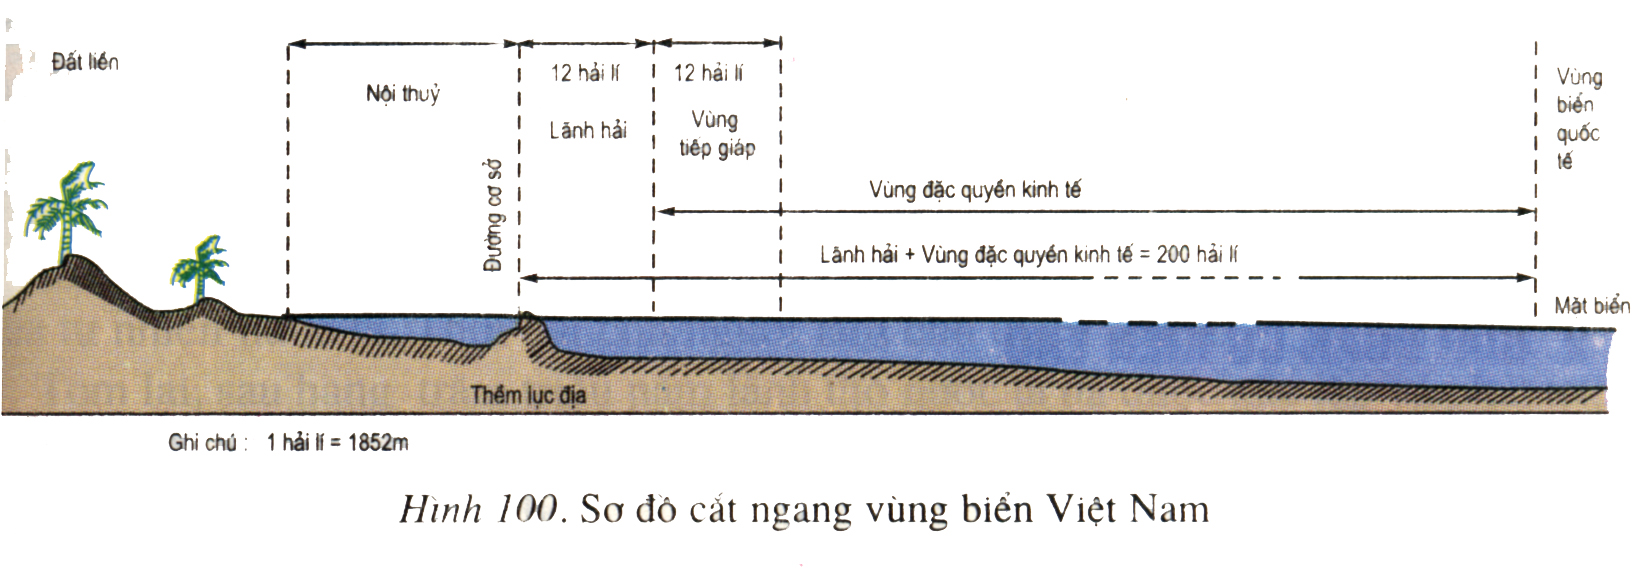 Đất liền
Nội thuỷ
Đường cơ sở
12 hải lí
Lãnh hải
12 hải lí
Vùng
tiếp giáp
Vùng đặc quyền kinh tế
Lãnh hải + Vùng đặc quyền kinh tế = 200 hải lí
Vùng
biển
quốc
tế
Mặt biển
Thềm lục địa
Ghi chú : 1 hải lí = 1852m
Hình 100. Sơ đồ cắt ngang vùng biển Việt Nam